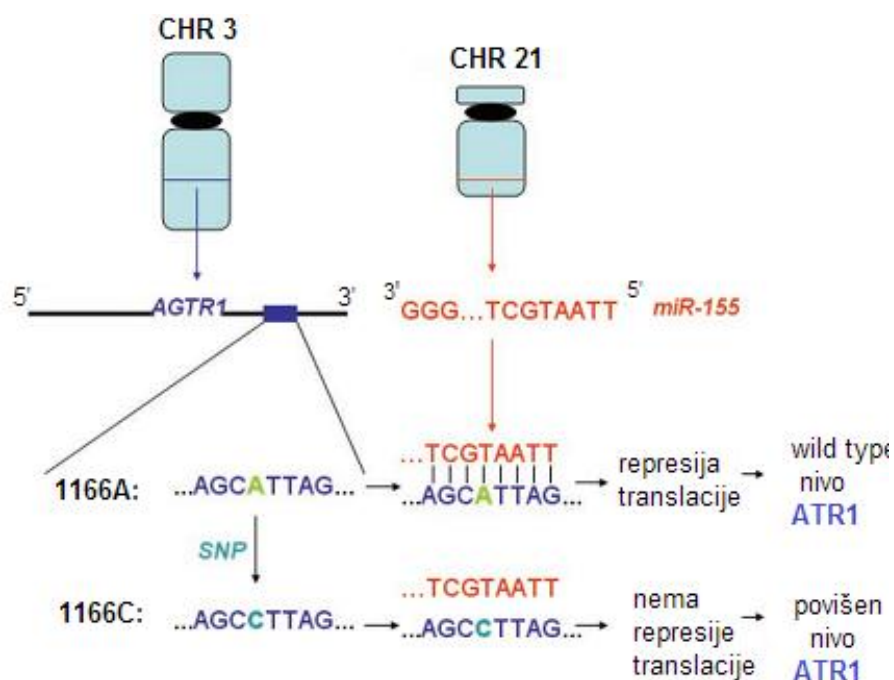 CHR 3
CHR 21
5' AGTR1 3'
3' GGG...TCGTAATT 5' miR-155
...TCGTAATT
1166A: ...AGCATTAG... ...AGCATTAG...
represija
translacije
wild type
nivo
ATR1
SNP
1166C: ...AGCCTTAG... ...TCGTAATT
...AGCCTTAG...
nema
represije
translacije
povišen
nivo
ATR1